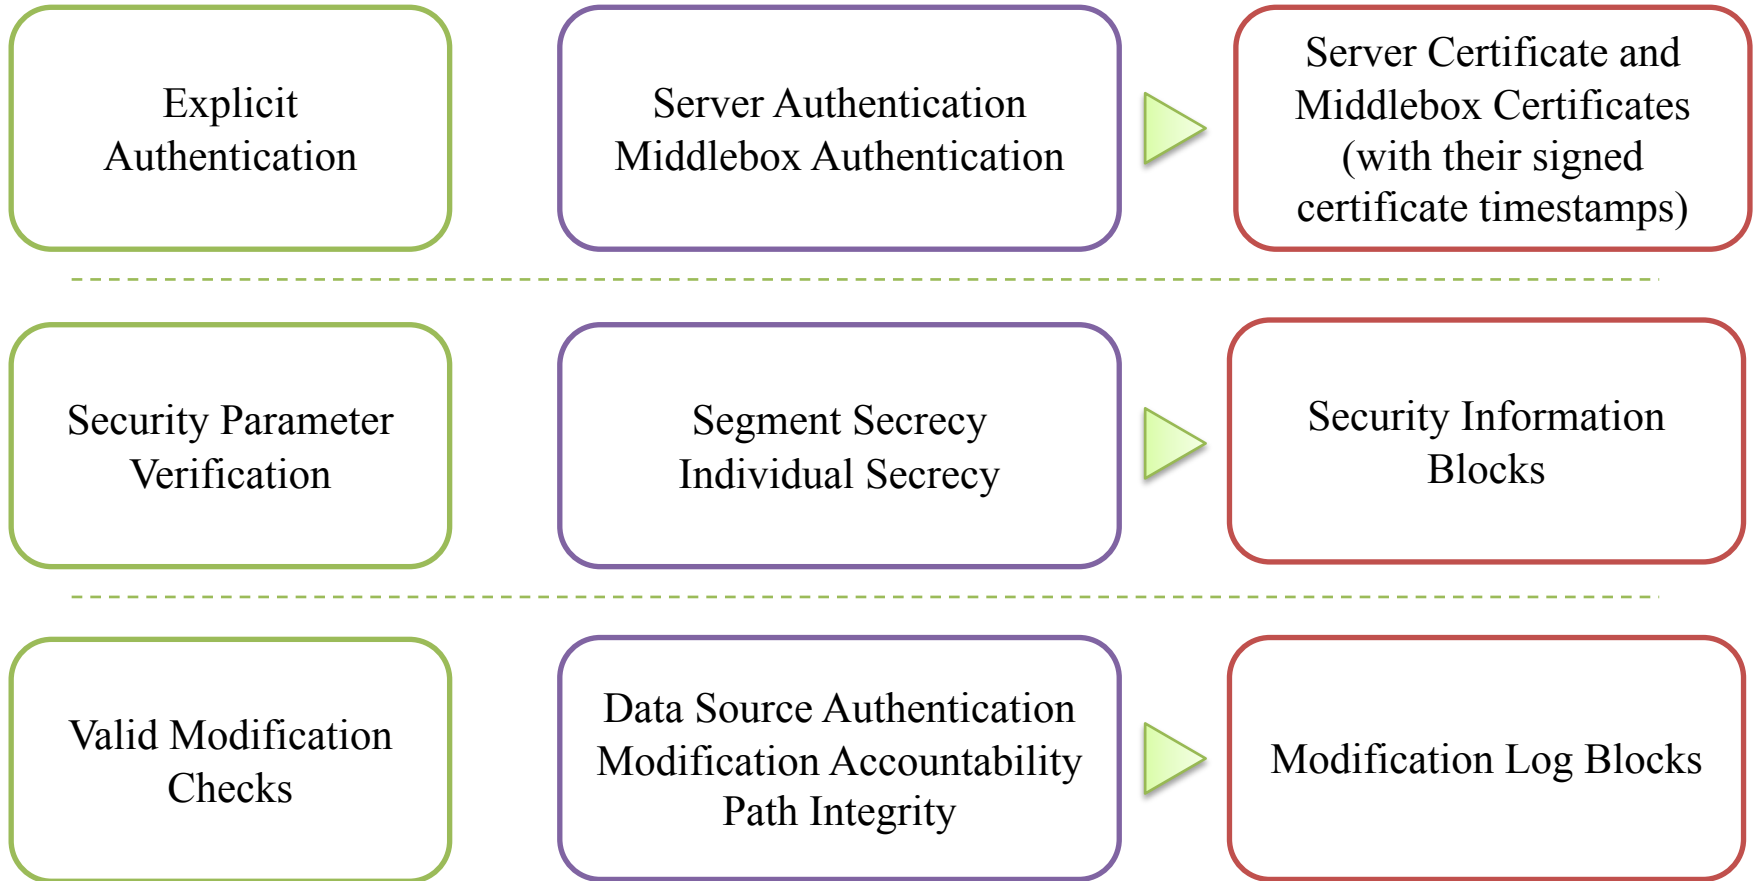 Explicit
Authentication
Server Authentication
Middlebox Authentication
Server Certificate and
Middlebox Certificates
(with their signed
certificate timestamps)
Security Parameter
Verification
Segment Secrecy
Individual Secrecy
Security Information
Blocks
Valid Modification
Checks
Data Source Authentication
Modification Accountability
Path Integrity
Modification Log Blocks